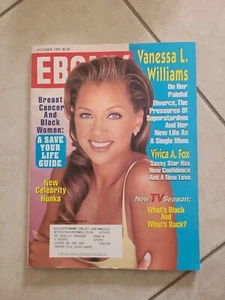 OCTOBER 1997
EBONY
Vanessa L.
Williams
On Her
Painful
Divorce, The
Pressures Of
Superstardom
And Her
New Life As
A Single Mom
Breast
Cancer And
Black
Women:
A SAVE
YOUR LIFE
GUIDE
Vivica A. Fox
Sassy Star Has
New Confidence
And A New Love
New
Celebrity
Hunks
New TV Season:
What's Black
And
What's Back?